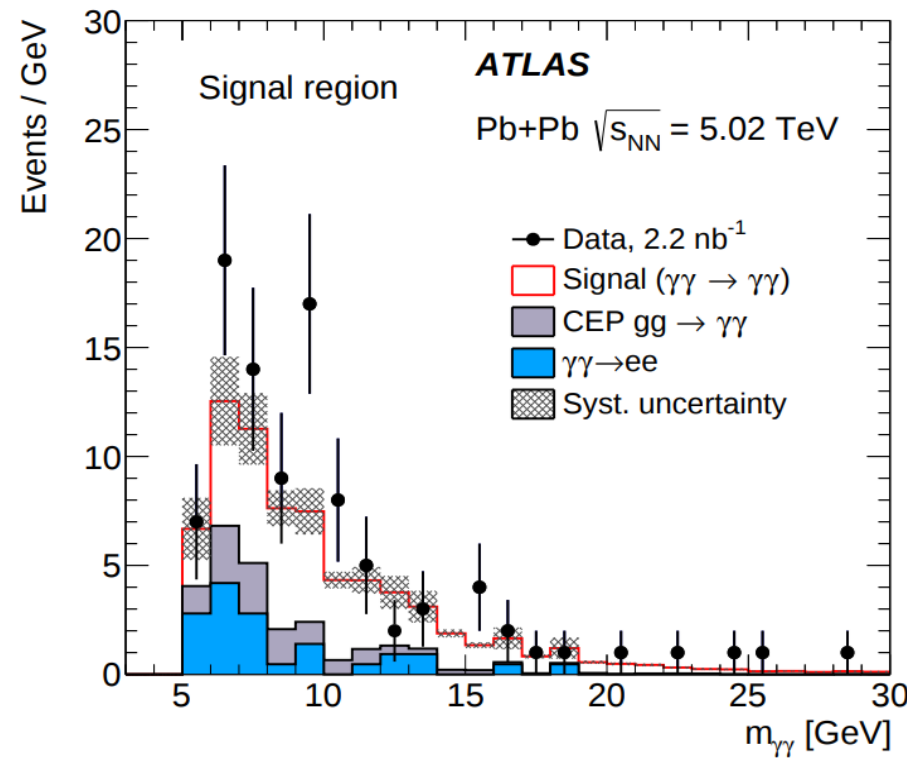 Events / GeV
30
25
20
15
10
5
0
Signal region
ATLAS
Pb+Pb √s_NN = 5.02 TeV
Data, 2.2 nb⁻¹
Signal (γγ → γγ)
CEP gg → γγ
γγ→ee
Syst. uncertainty
5 10 15 20 25 30
m_γγ [GeV]